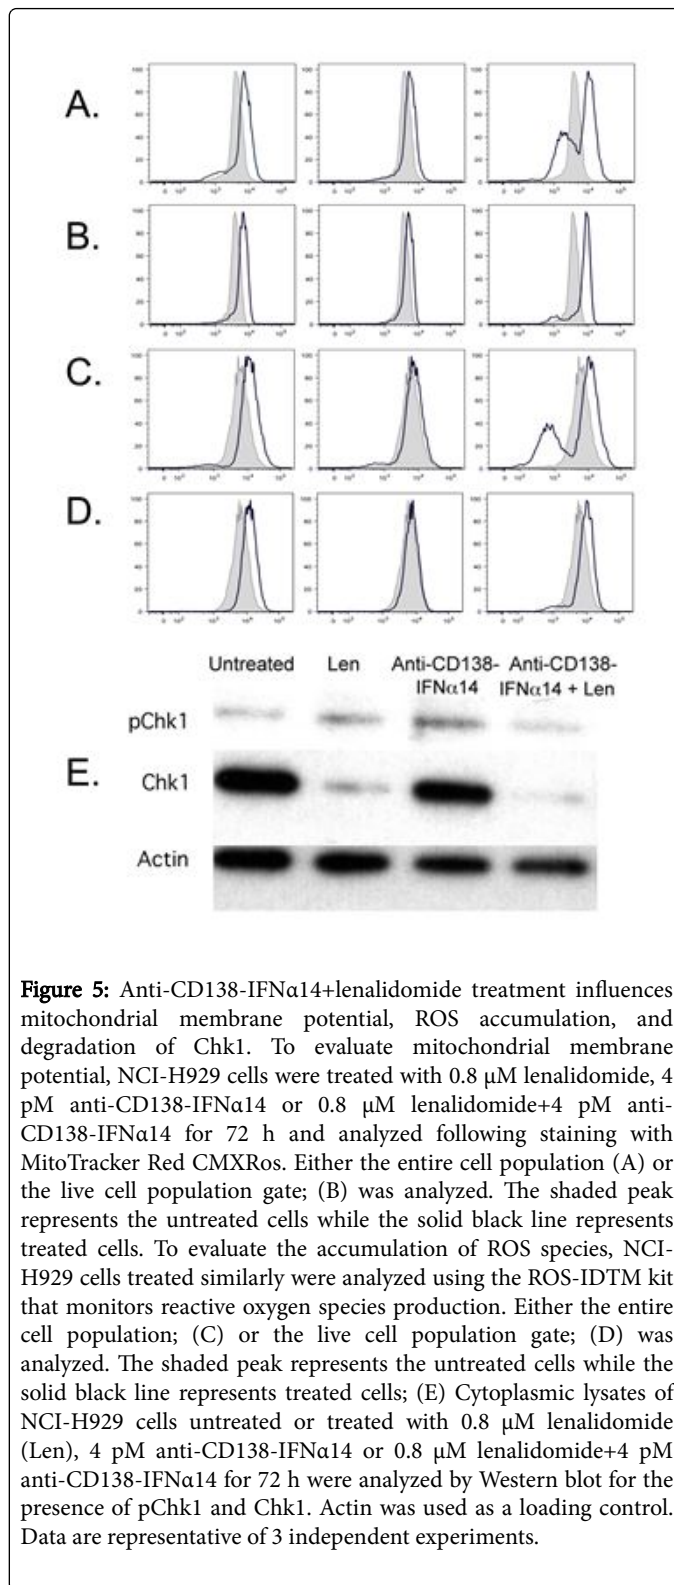 A.
B.
C.
D.
Untreated Len Anti-CD138- Anti-CD138-
IFNα14 IFNα14 + Len
pChk1
E. Chk1
Actin
Figure 5: Anti-CD138-IFNα14+lenalidomide treatment influences
mitochondrial membrane potential, ROS accumulation, and
degradation of Chk1. To evaluate mitochondrial membrane
potential, NCI-H929 cells were treated with 0.8 μM lenalidomide, 4
pM anti-CD138-IFNα14 or 0.8 μM lenalidomide+4 pM anti-
CD138-IFNα14 for 72 h and analyzed following staining with
MitoTracker Red CMXRos. Either the entire cell population (A) or
the live cell population gate; (B) was analyzed. The shaded peak
represents the untreated cells while the solid black line represents
treated cells. To evaluate the accumulation of ROS species, NCI-
H929 cells treated similarly were analyzed using the ROS-IDTM kit
that monitors reactive oxygen species production. Either the entire
cell population; (C) or the live cell population gate; (D) was
analyzed. The shaded peak represents the untreated cells while the
solid black line represents treated cells; (E) Cytoplasmic lysates of
NCI-H929 cells untreated or treated with 0.8 μM lenalidomide
(Len), 4 pM anti-CD138-IFNα14 or 0.8 μM lenalidomide+4 pM
anti-CD138-IFNα14 for 72 h were analyzed by Western blot for the
presence of pChk1 and Chk1. Actin was used as a loading control.
Data are representative of 3 independent experiments.